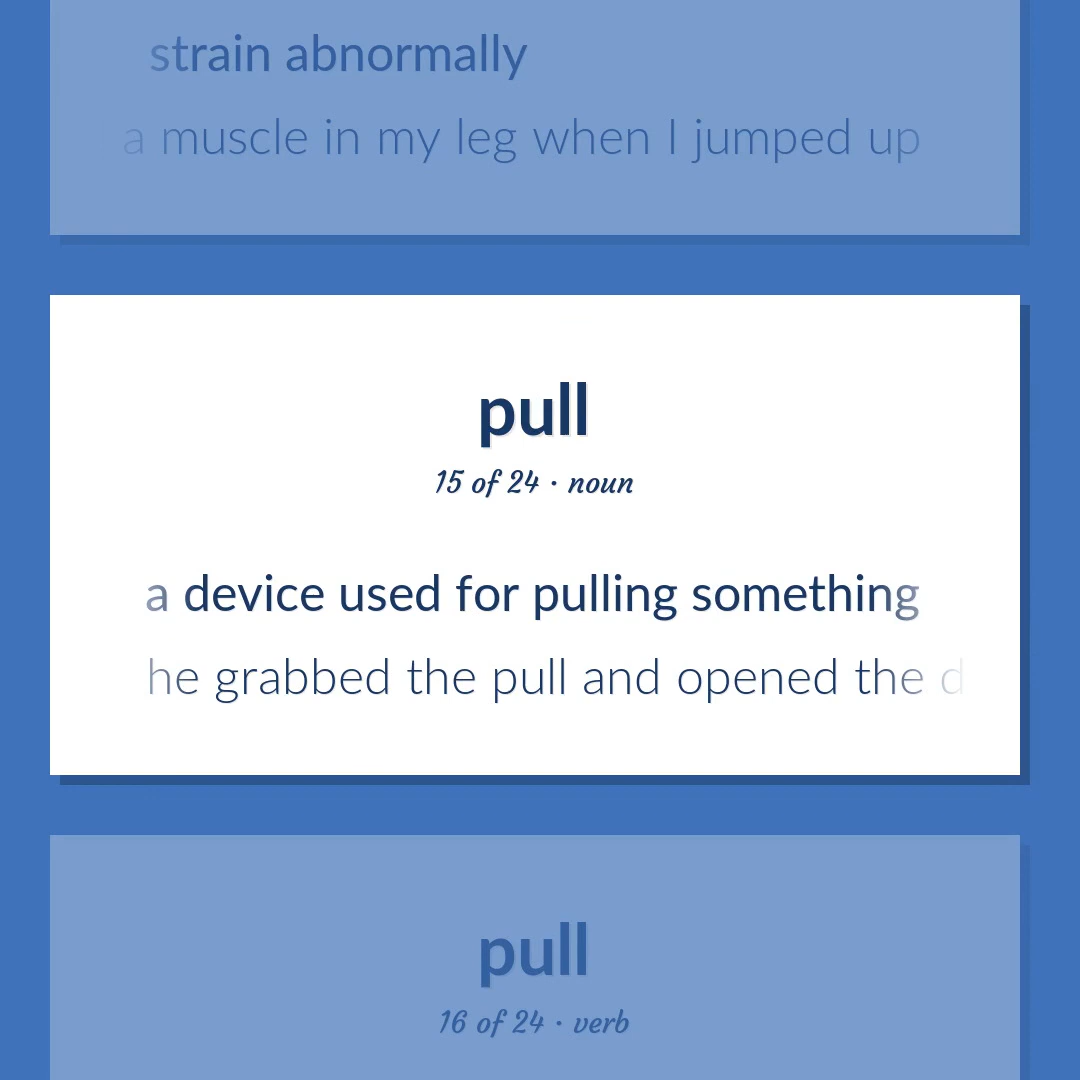 strain abnormally
a muscle in my leg when I jumped up
pull
15 of 24 · noun
a device used for pulling something
he grabbed the pull and opened the d
pull
16 of 24 · verb